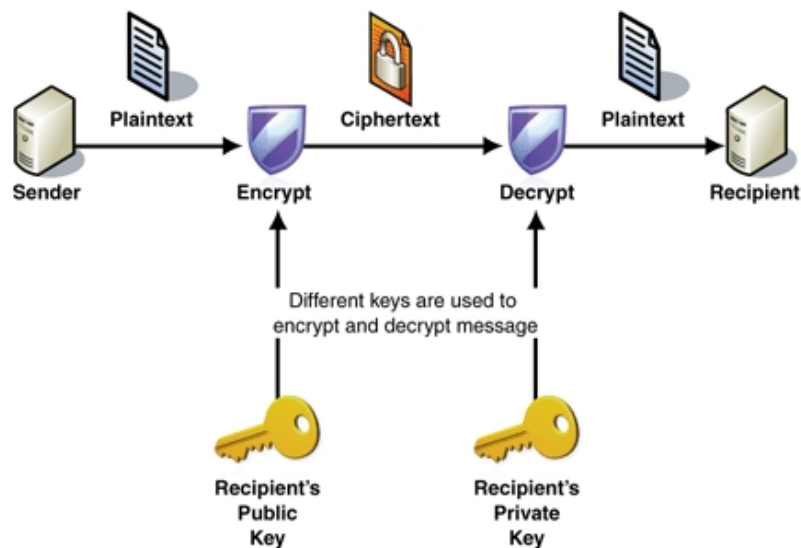 Plaintext
Ciphertext
Plaintext
Sender
Encrypt
Decrypt
Recipient
Different keys are used to
encrypt and decrypt message
Recipient's
Public
Key
Recipient's
Private
Key